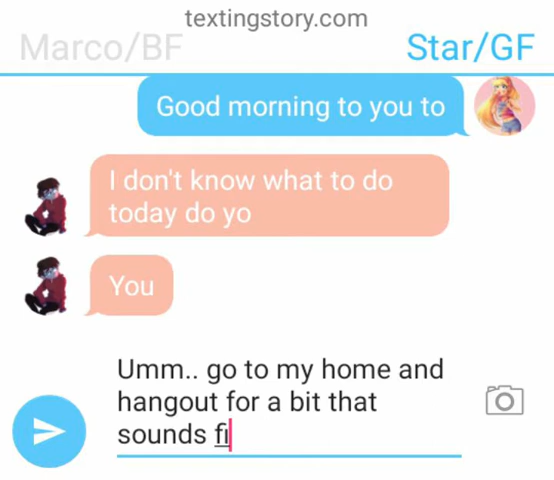 textingstory.com
Marco/BF
Star/GF
Good morning to you to
I don't know what to do
today do yo
You
Umm.. go to my home and
hangout for a bit that
sounds fi